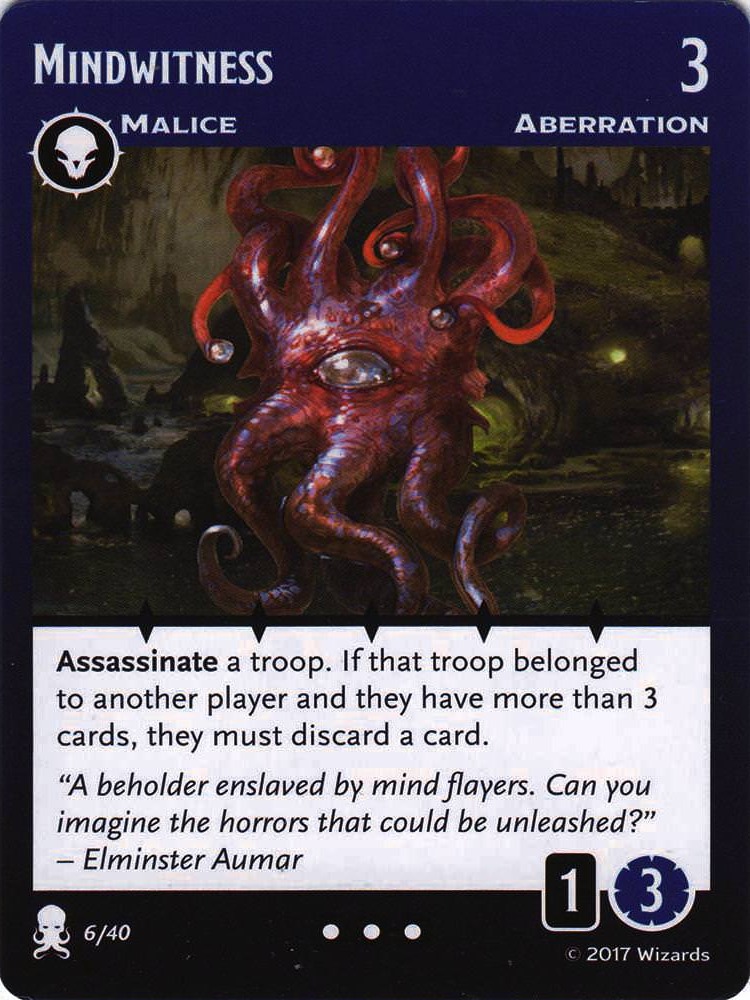 MINDWITNESS 3
MALICE ABERRATION
Assassinate a troop. If that troop belonged
to another player and they have more than 3
cards, they must discard a card.
“A beholder enslaved by mind flayers. Can you
imagine the horrors that could be unleashed?”
– Elminster Aumar
1 3
6/40
© 2017 Wizards